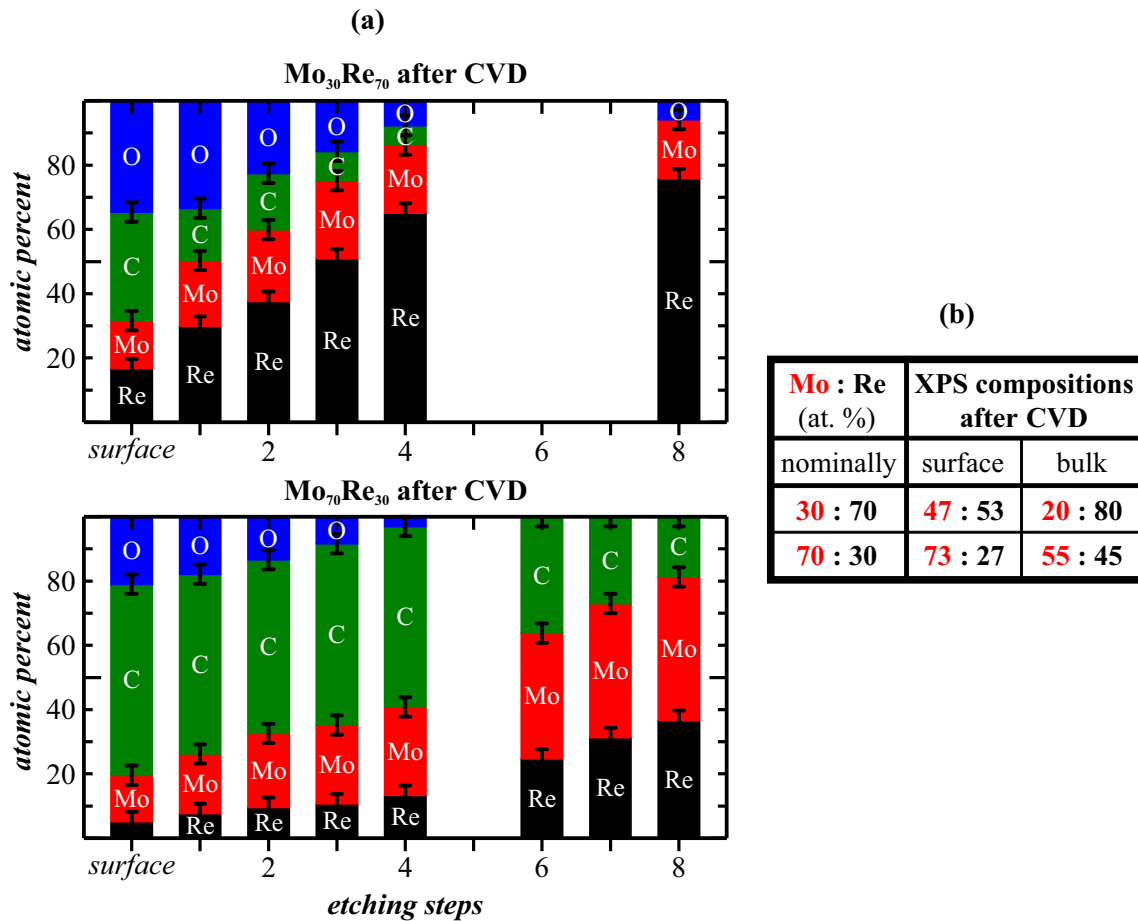 (a)
Mo₃₀Re₇₀ after CVD
atomic percent
80
60
40
20
O
C
Mo
Re
O
C
Mo
Re
O
C
Mo
Re
O
C
Mo
Re
O
C
Mo
Re
O
Mo
Re
surface
2
4
6
8
Mo₇₀Re₃₀ after CVD
atomic percent
80
60
40
20
O
C
Mo
O
C
Mo
Re
O
C
Mo
Re
O
C
Mo
Re
C
Mo
Re
C
Mo
Re
C
Mo
Re
C
Mo
Re
surface
2
4
6
8
etching steps
(b)
Mo : Re XPS compositions
(at. %) after CVD
nominally surface bulk
30 : 70 47 : 53 20 : 80
70 : 30 73 : 27 55 : 45